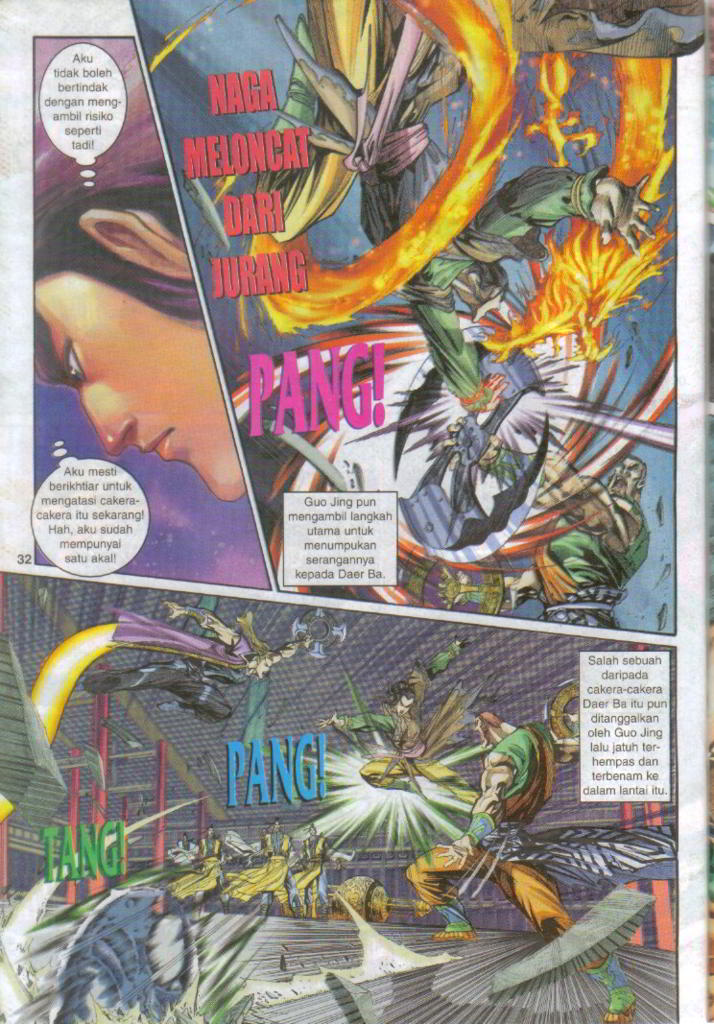 Aku
tidak boleh
bertindak
dengan meng-
ambil risiko
seperti
tadi!
Aku mesti
berikhtiar untuk
mengatasi cakera-
cakera itu sekarang!
Hah, aku sudah
mempunyai
satu akal!
32
NAGA
MELONCAT
DARI
JURANG
PANG!
Guo Jing pun
mengambil langkah
utama untuk
menumpukan
serangannya
kepada Daer Ba.
Salah sebuah
daripada
cakera-cakera
Daer Ba itu pun
ditanggalkan
oleh Guo Jing
lalu jatuh ter-
hempas dan
terbenam ke
dalam lantai itu.
PANG!
TANG!